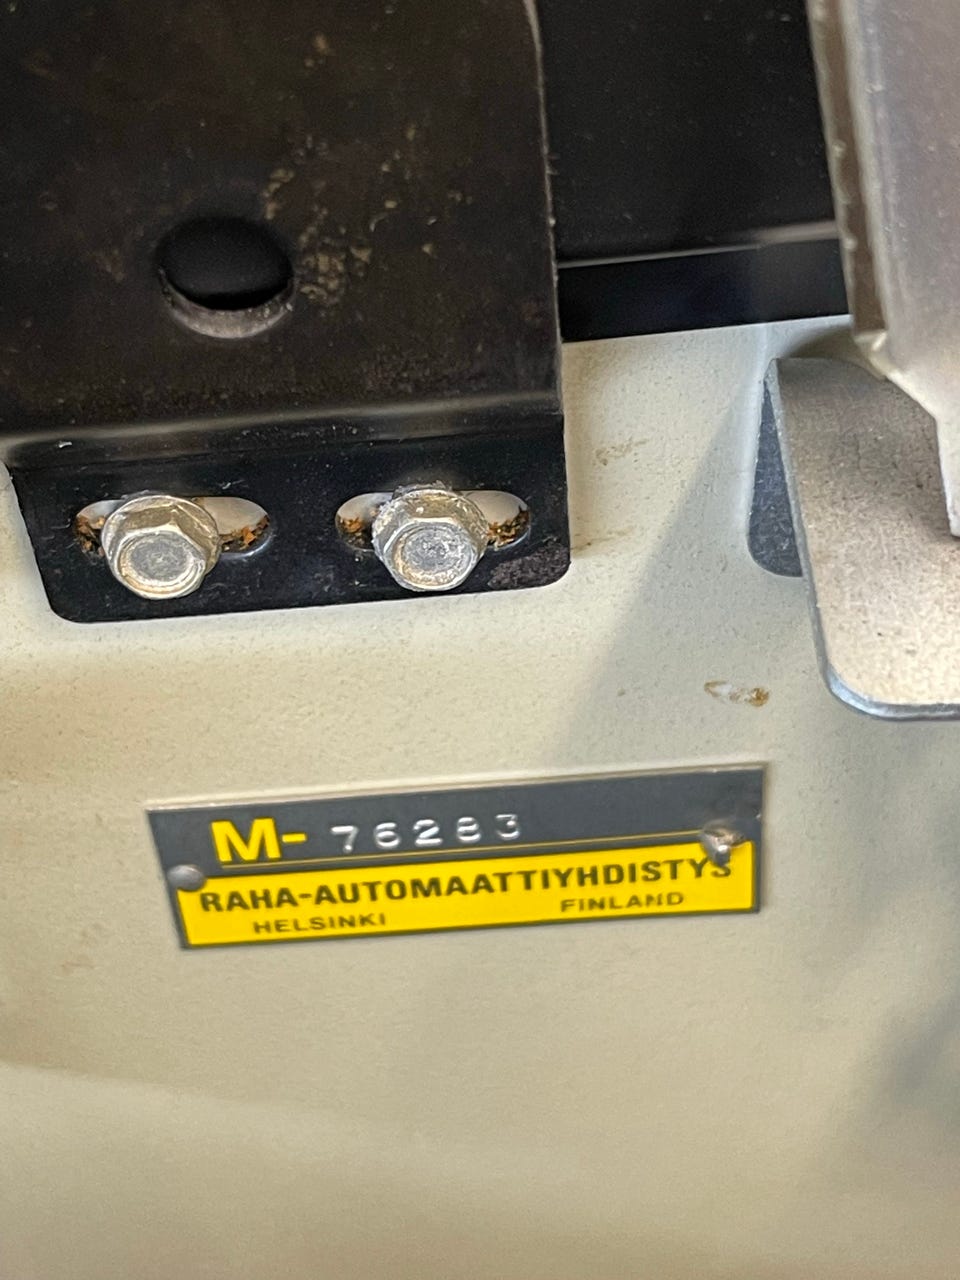 M- 76283
RAHA-AUTOMAATTIYHDISTYS
HELSINKI FINLAND